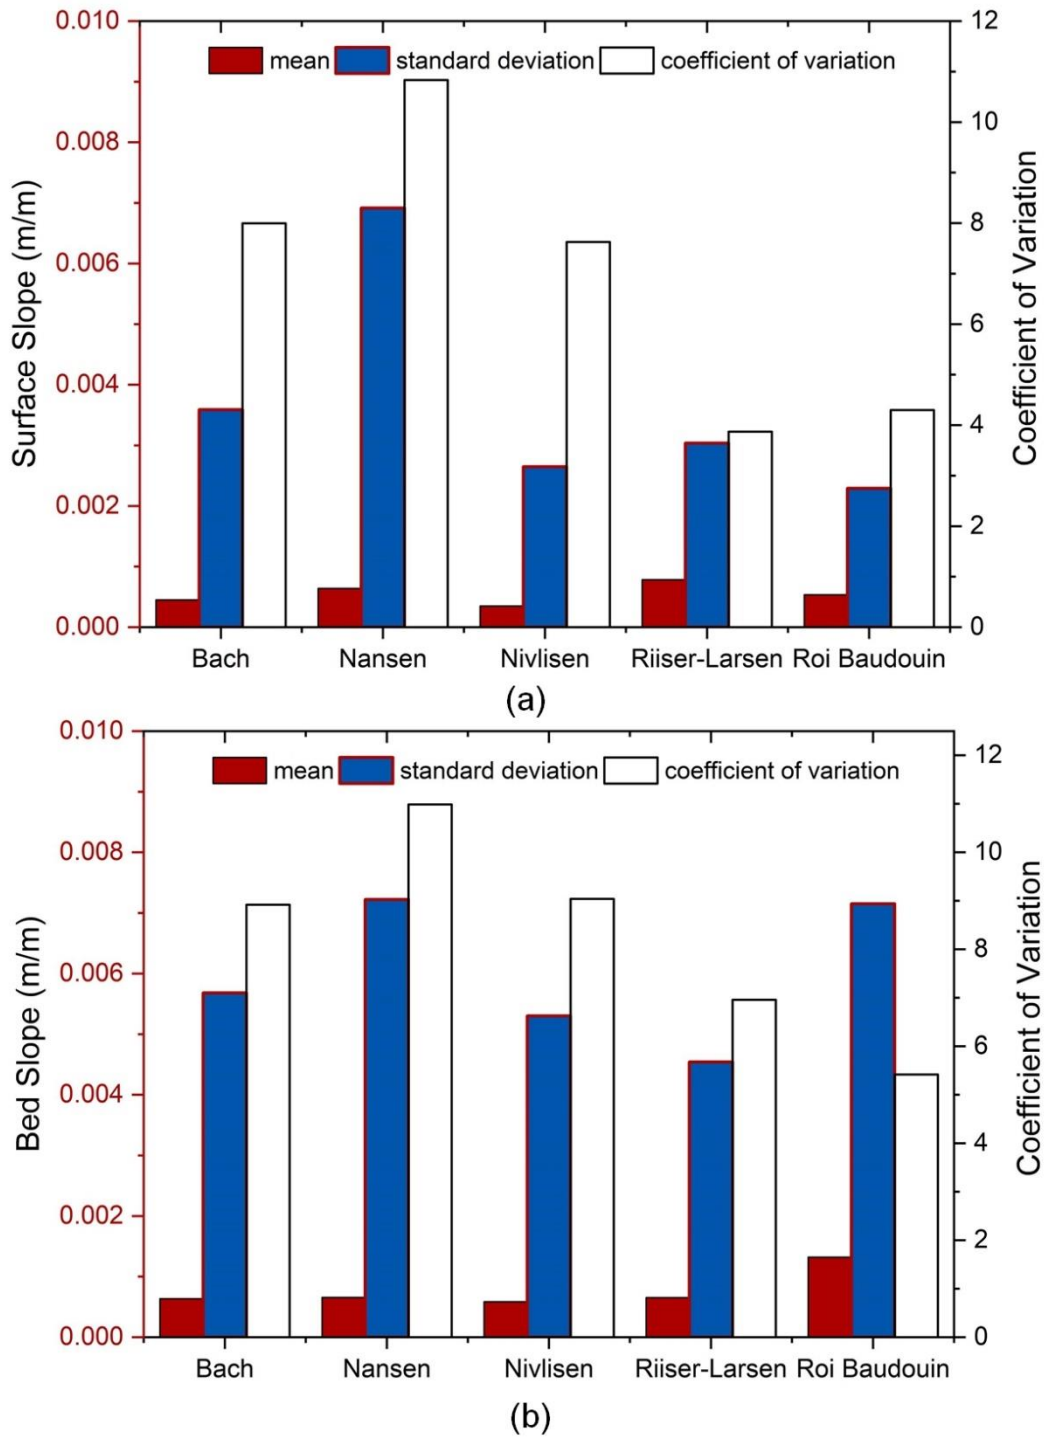 0.010
0.008
0.006
0.004
0.002
0.000
Surface Slope (m/m)
mean
standard deviation
coefficient of variation
12
10
8
6
4
2
0
Coefficient of Variation
Bach
Nansen
Nivlisen
Riiser-Larsen
Roi Baudouin
(a)
0.010
0.008
0.006
0.004
0.002
0.000
Bed Slope (m/m)
mean
standard deviation
coefficient of variation
12
10
8
6
4
2
0
Coefficient of Variation
Bach
Nansen
Nivlisen
Riiser-Larsen
Roi Baudouin
(b)